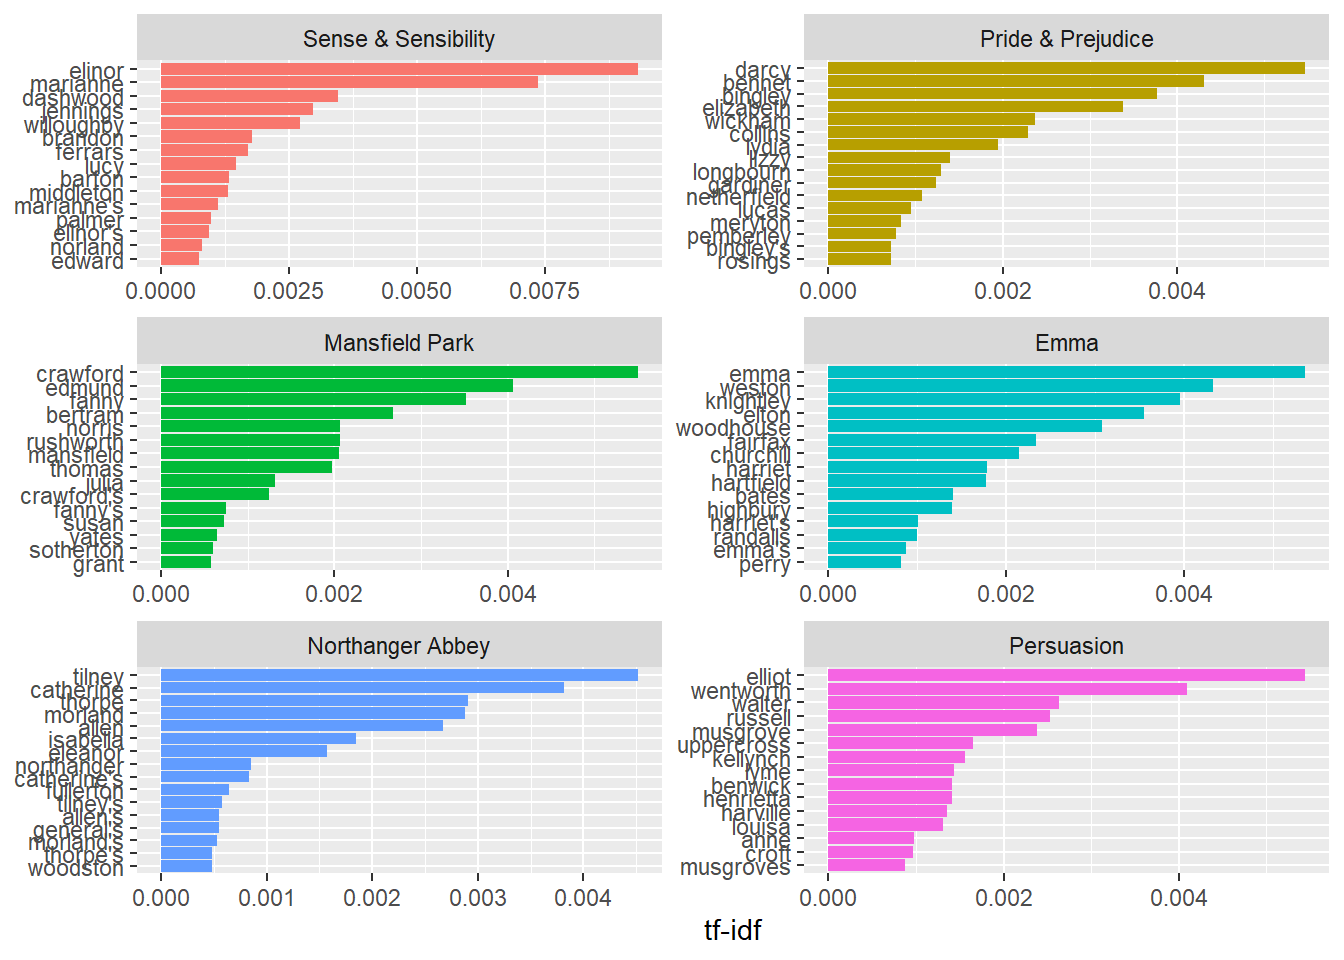 Sense & Sensibility
elinor
marianne
dashwood
jennings
willoughby
brandon
ferrars
lucy
barton
middleton
marianne's
palmer
elinor's
norland
edward
0.0000 0.0025 0.0050 0.0075
Pride & Prejudice
darcy
bennet
bingley
elizabeth
wickham
collins
lydia
lizzy
longbourn
gardiner
netherfield
lucas
meryton
pemberley
bingley's
rosings
0.000 0.002 0.004
Mansfield Park
crawford
edmund
fanny
bertram
norris
rushworth
mansfield
thomas
julia
crawford's
fanny's
susan
yates
sotherton
grant
0.000 0.002 0.004
Emma
emma
weston
knightley
elton
woodhouse
fairfax
churchill
harriet
hartfield
bates
highbury
harriet's
randalls
emma's
perry
0.000 0.002 0.004
Northanger Abbey
tilney
catherine
thorpe
morland
allen
isabella
eleanor
northanger
catherine's
fullerton
tilney's
allen's
general's
morland's
thorpe's
woodston
0.000 0.001 0.002 0.003 0.004
Persuasion
elliot
wentworth
walter
russell
musgrove
uppercross
kellynch
lyme
benwick
henrietta
harville
louisa
anne
croft
musgroves
0.000 0.002 0.004
tf-idf